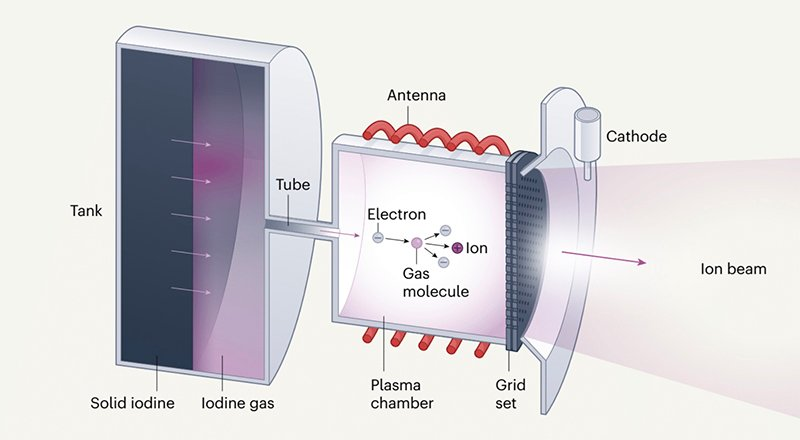 Antenna
Cathode
Tube
Tank
Electron
−
−
+
Ion
−
Gas
molecule
Ion beam
Solid iodine
Iodine gas
Plasma
chamber
Grid
set